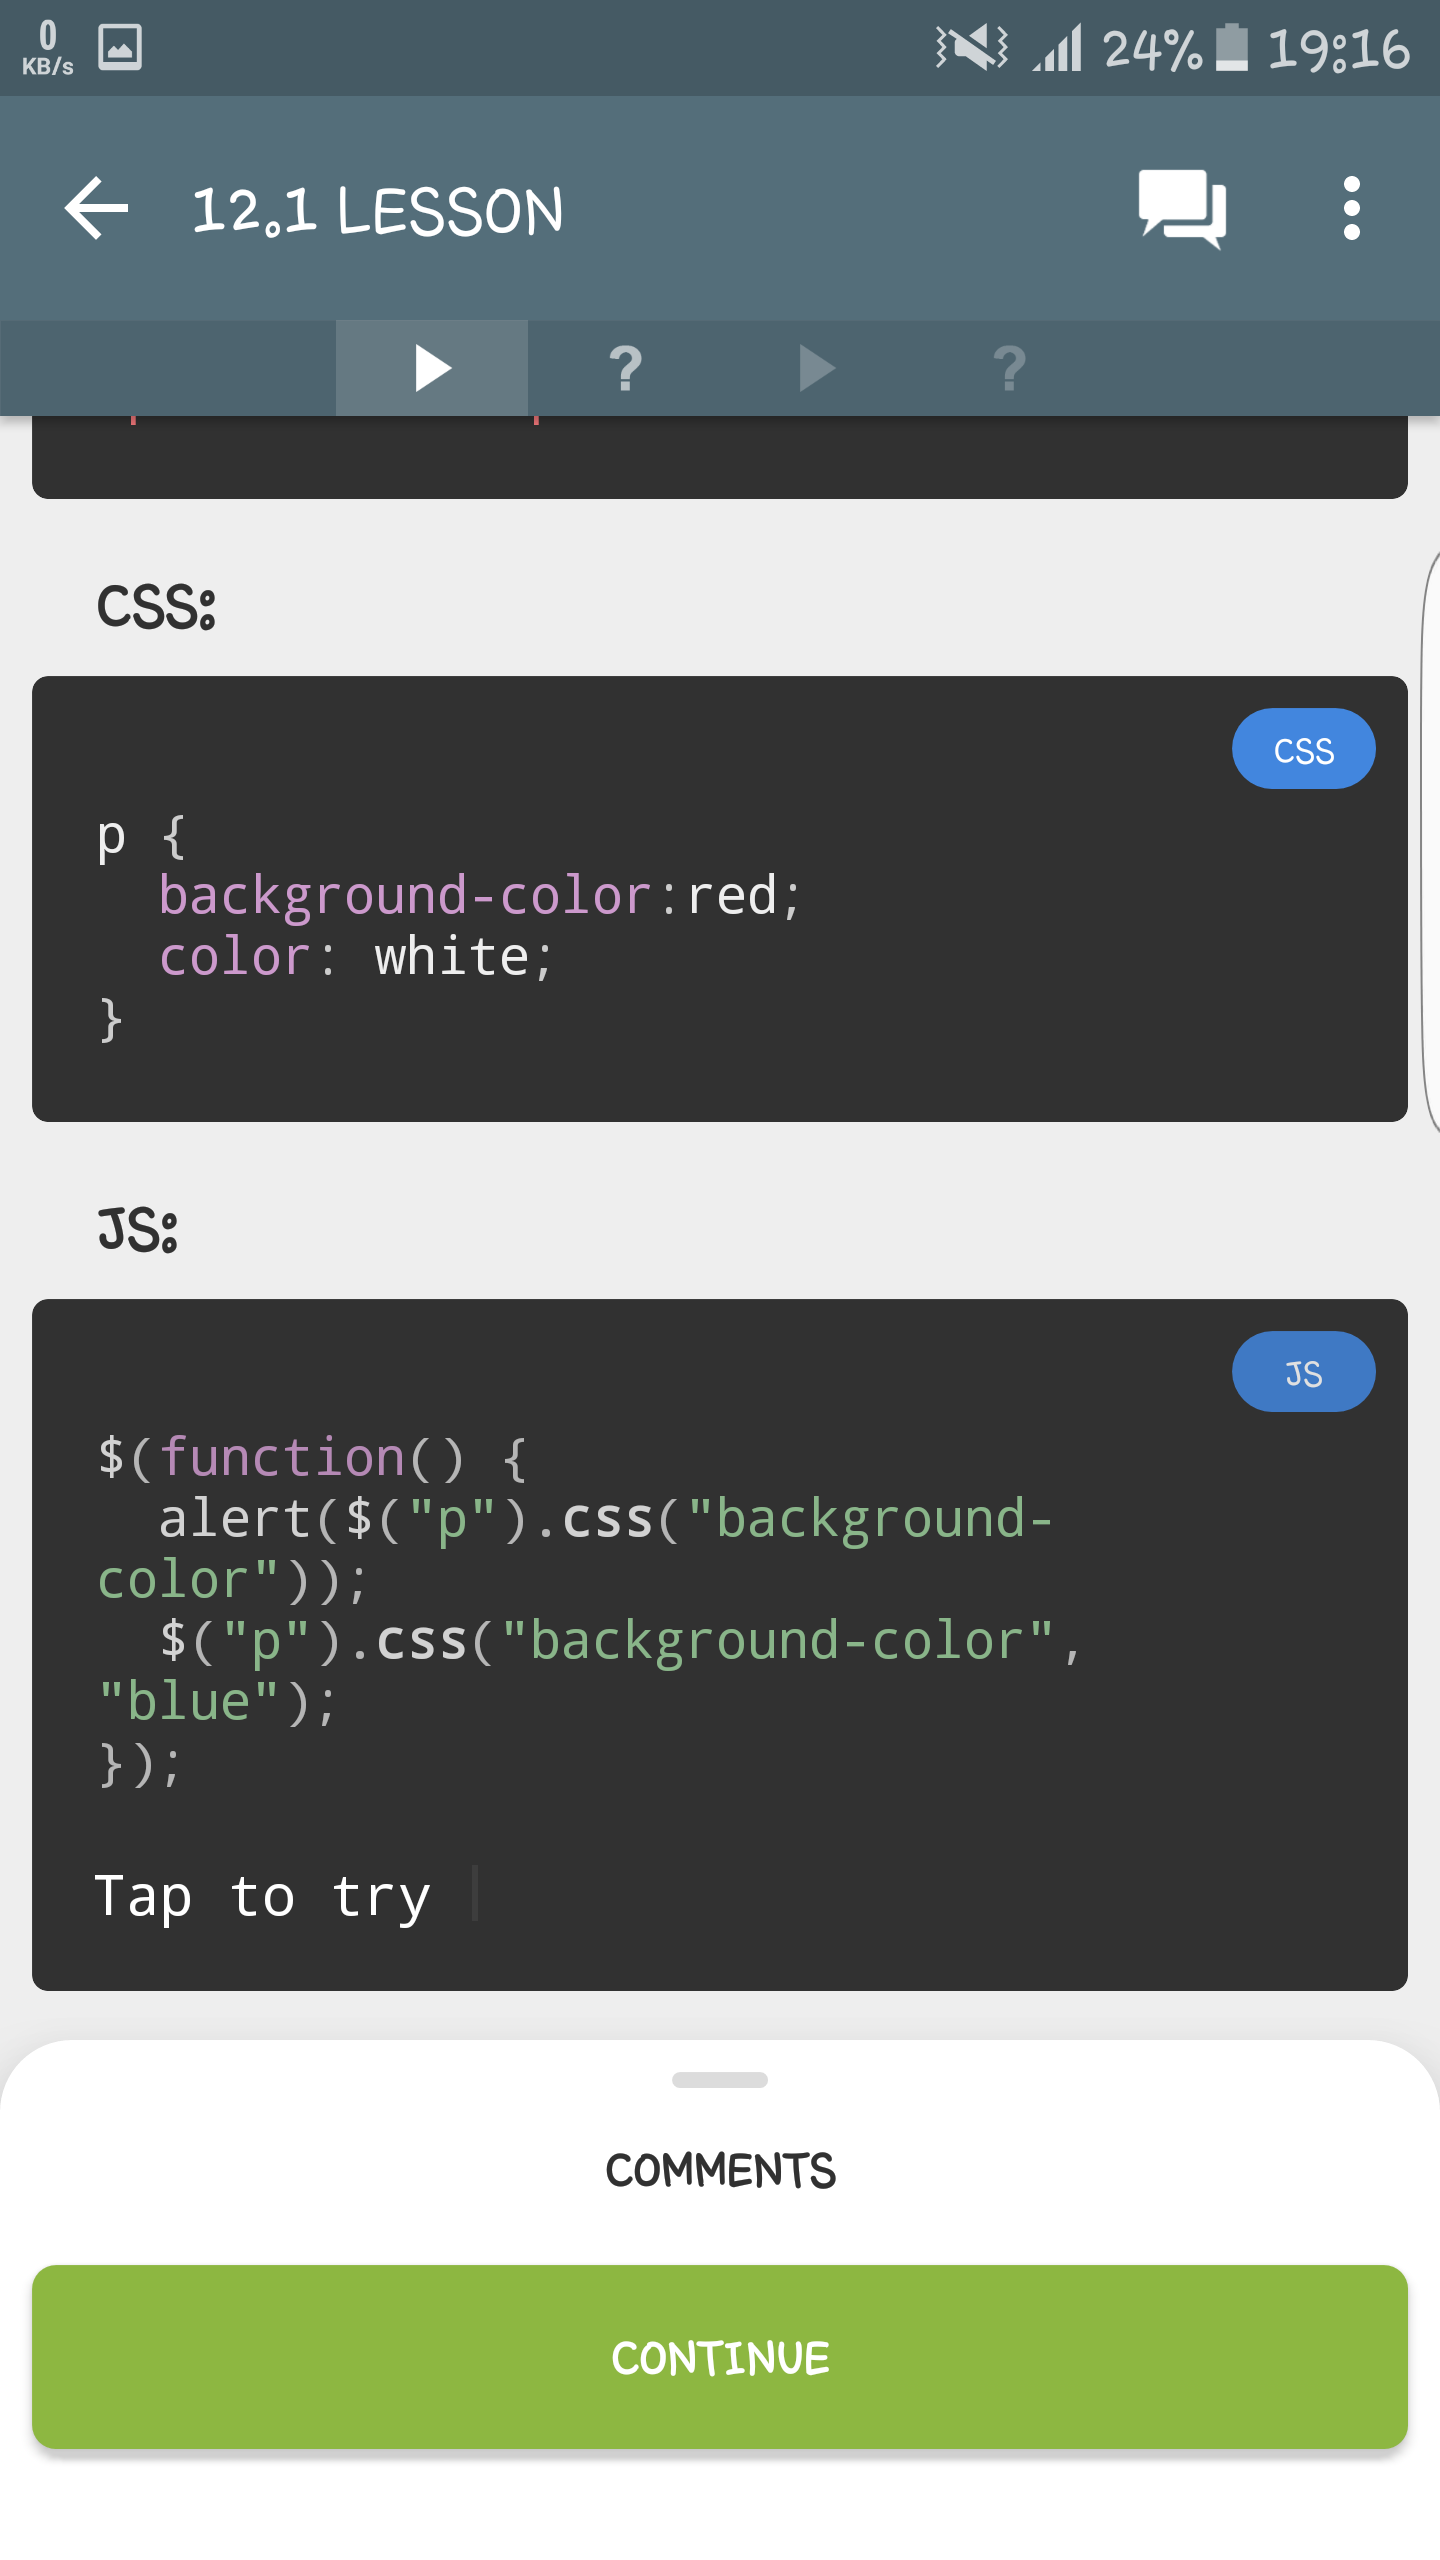 0
KB/s
24%
19:16
12.1 LESSON
?
?
CSS:
CSS
p {
  background-color:red;
  color: white;
}
JS:
JS
$(function() {
  alert($("p").css("background-
color"));
  $("p").css("background-color",
"blue");
});
Tap to try
COMMENTS
CONTINUE